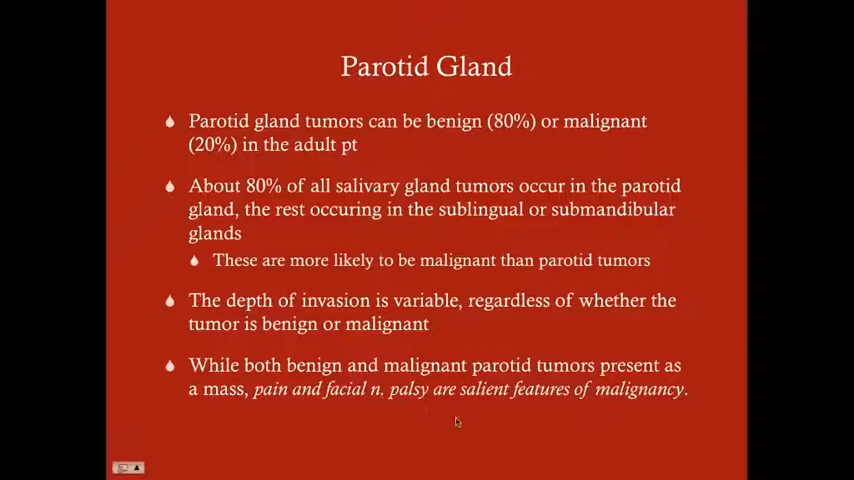 Parotid Gland
Parotid gland tumors can be benign (80%) or malignant
(20%) in the adult pt
About 80% of all salivary gland tumors occur in the parotid
gland, the rest occuring in the sublingual or submandibular
glands
These are more likely to be malignant than parotid tumors
The depth of invasion is variable, regardless of whether the
tumor is benign or malignant
While both benign and malignant parotid tumors present as
a mass, pain and facial n. palsy are salient features of malignancy.